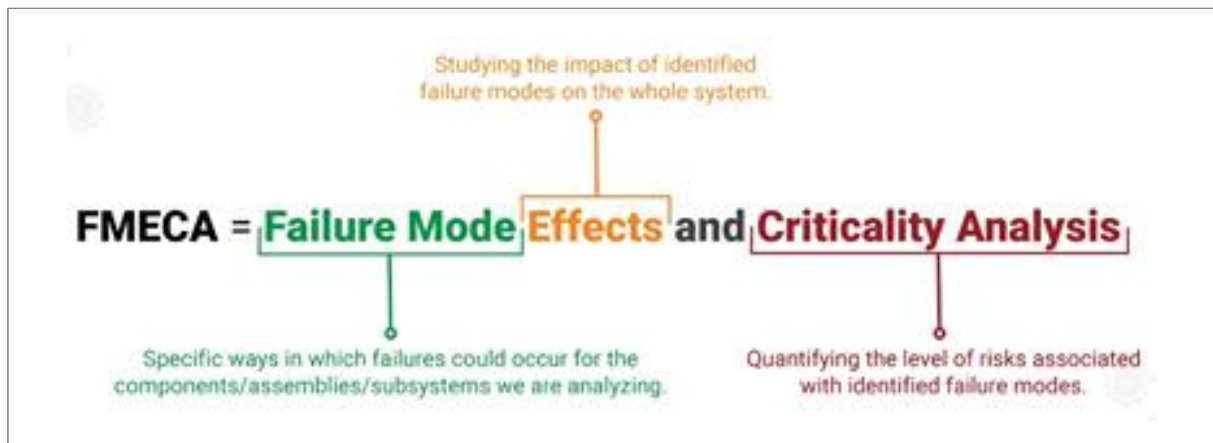 Studying the impact of identified
failure modes on the whole system.
FMECA = Failure Mode Effects and Criticality Analysis
Specific ways in which failures could occur for the
components/assemblies/subsystems we are analyzing.
Quantifying the level of risks associated
with identified failure modes.